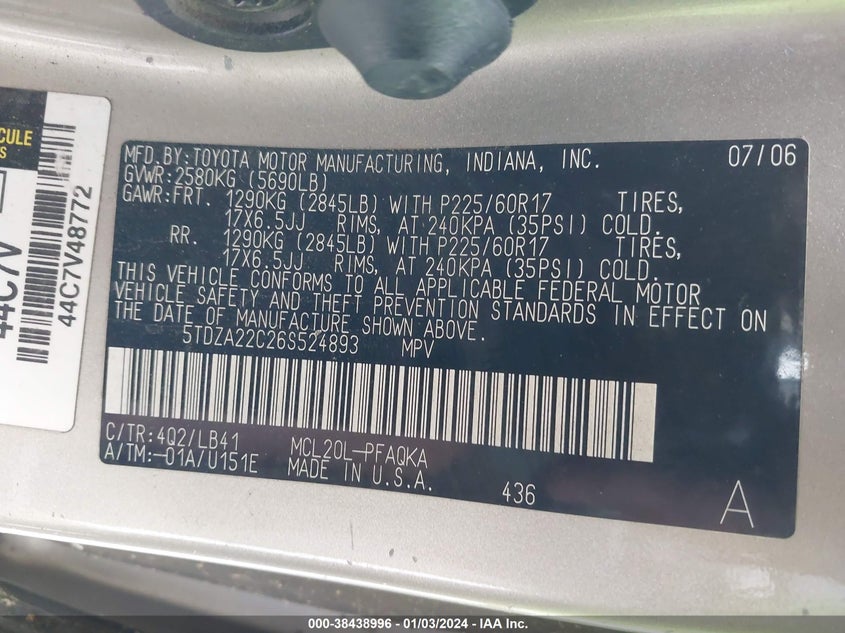 CULE
S
44C7V
44C7V48772
MFD.BY:TOYOTA MOTOR MANUFACTURING, INDIANA, INC. 07/06
GVWR:2580KG (5690LB)
GAWR:FRT. 1290KG (2845LB) WITH P225/60R17 TIRES,
17X6.5JJ RIMS, AT 240KPA (35PSI) COLD.
RR. 1290KG (2845LB) WITH P225/60R17 TIRES,
17X6.5JJ RIMS, AT 240KPA (35PSI) COLD.
THIS VEHICLE CONFORMS TO ALL APPLICABLE FEDERAL MOTOR
VEHICLE SAFETY AND THEFT PREVENTION STANDARDS IN EFFECT ON
THE DATE OF MANUFACTURE SHOWN ABOVE.
5TDZA22C26S524893 MPV
C/TR:4Q2/LB41 MCL20L-PFAQKA
A/TM:-01A/U151E MADE IN U.S.A.
436
A
000-38438996 - 01/03/2024 - IAA Inc.